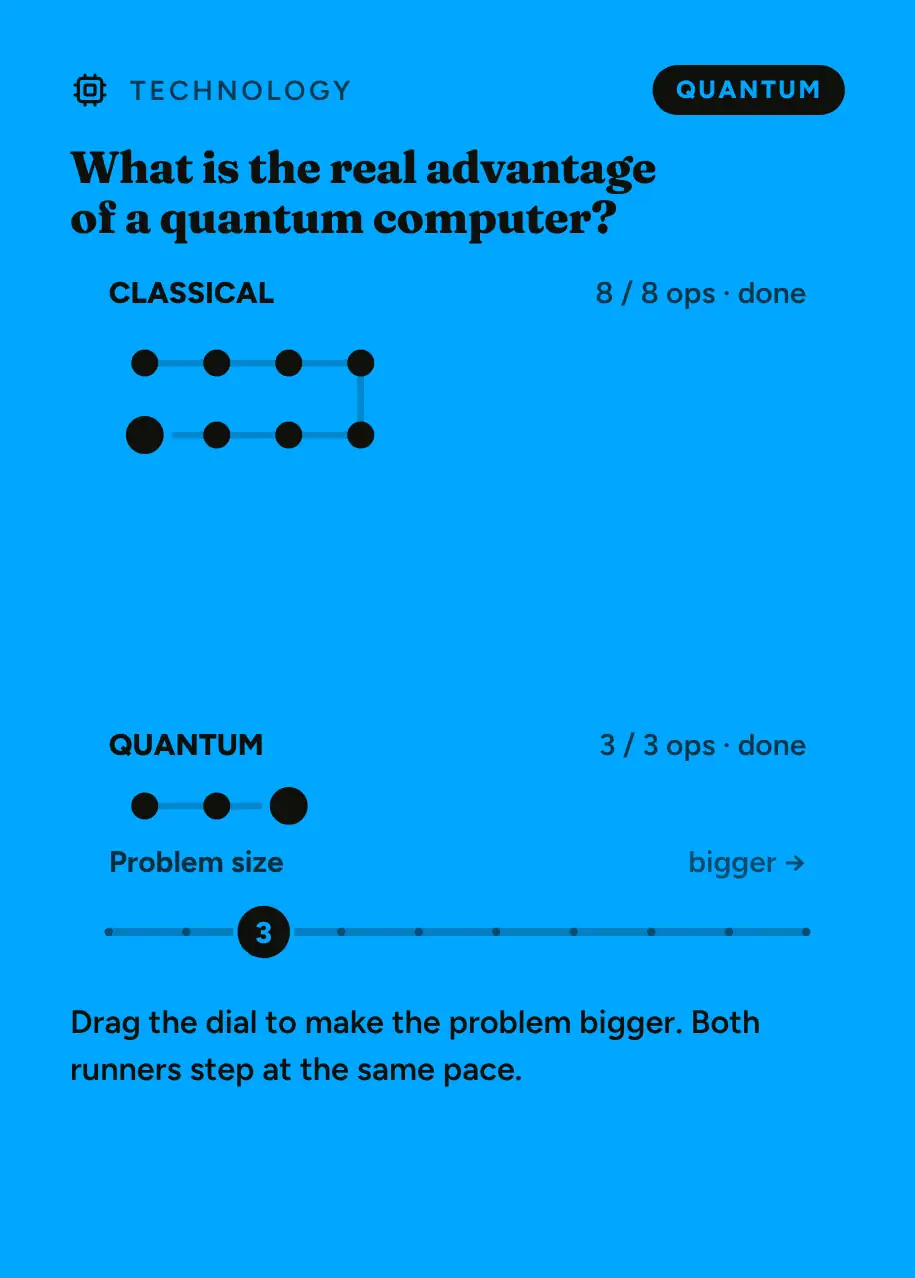 TECHNOLOGY
QUANTUM
What is the real advantage
of a quantum computer?
CLASSICAL
8 / 8 ops · done
QUANTUM
3 / 3 ops · done
Problem size
bigger →
3
Drag the dial to make the problem bigger. Both
runners step at the same pace.